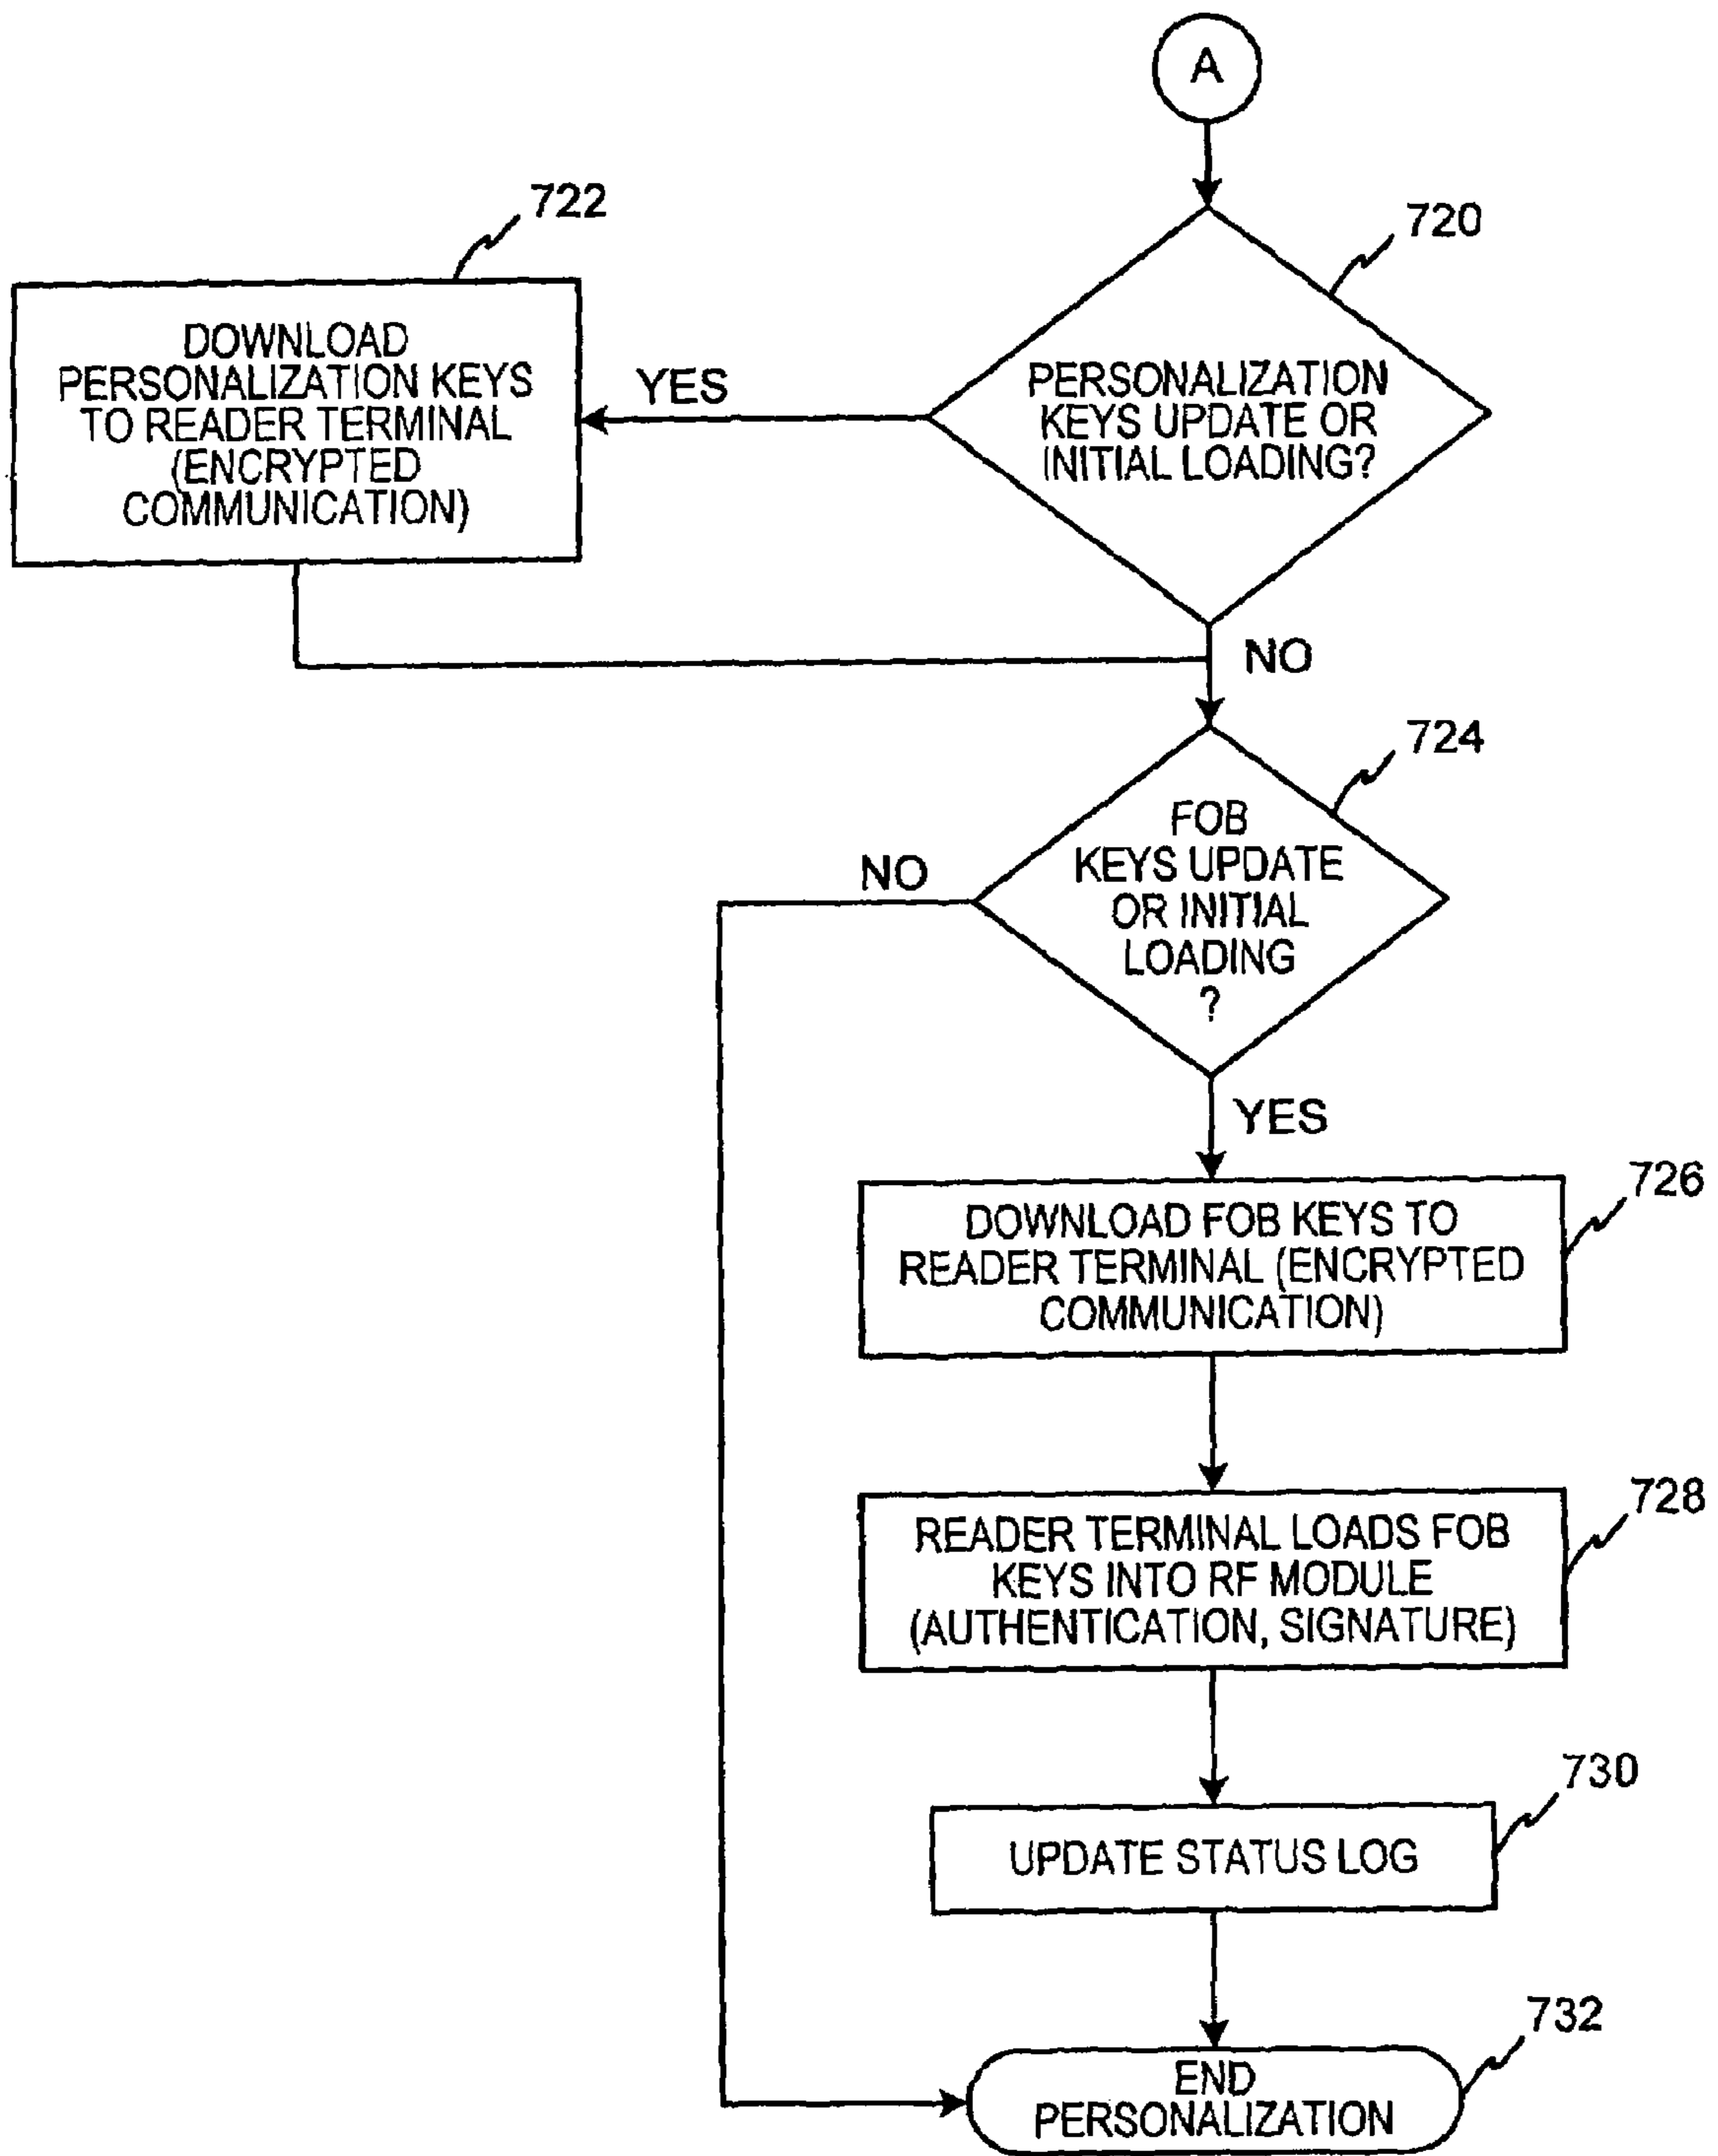 A
720
PERSONALIZATION
KEYS UPDATE OR
INITIAL LOADING?
722
DOWNLOAD
PERSONALIZATION KEYS
TO READER TERMINAL
(ENCRYPTED
COMMUNICATION)
YES
NO
724
FOB
KEYS UPDATE
OR INITIAL
LOADING
?
NO
YES
726
DOWNLOAD FOB KEYS TO
READER TERMINAL (ENCRYPTED
COMMUNICATION)
728
READER TERMINAL LOADS FOB
KEYS INTO RF MODULE
(AUTHENTICATION, SIGNATURE)
730
UPDATE STATUS LOG
732
END
PERSONALIZATION